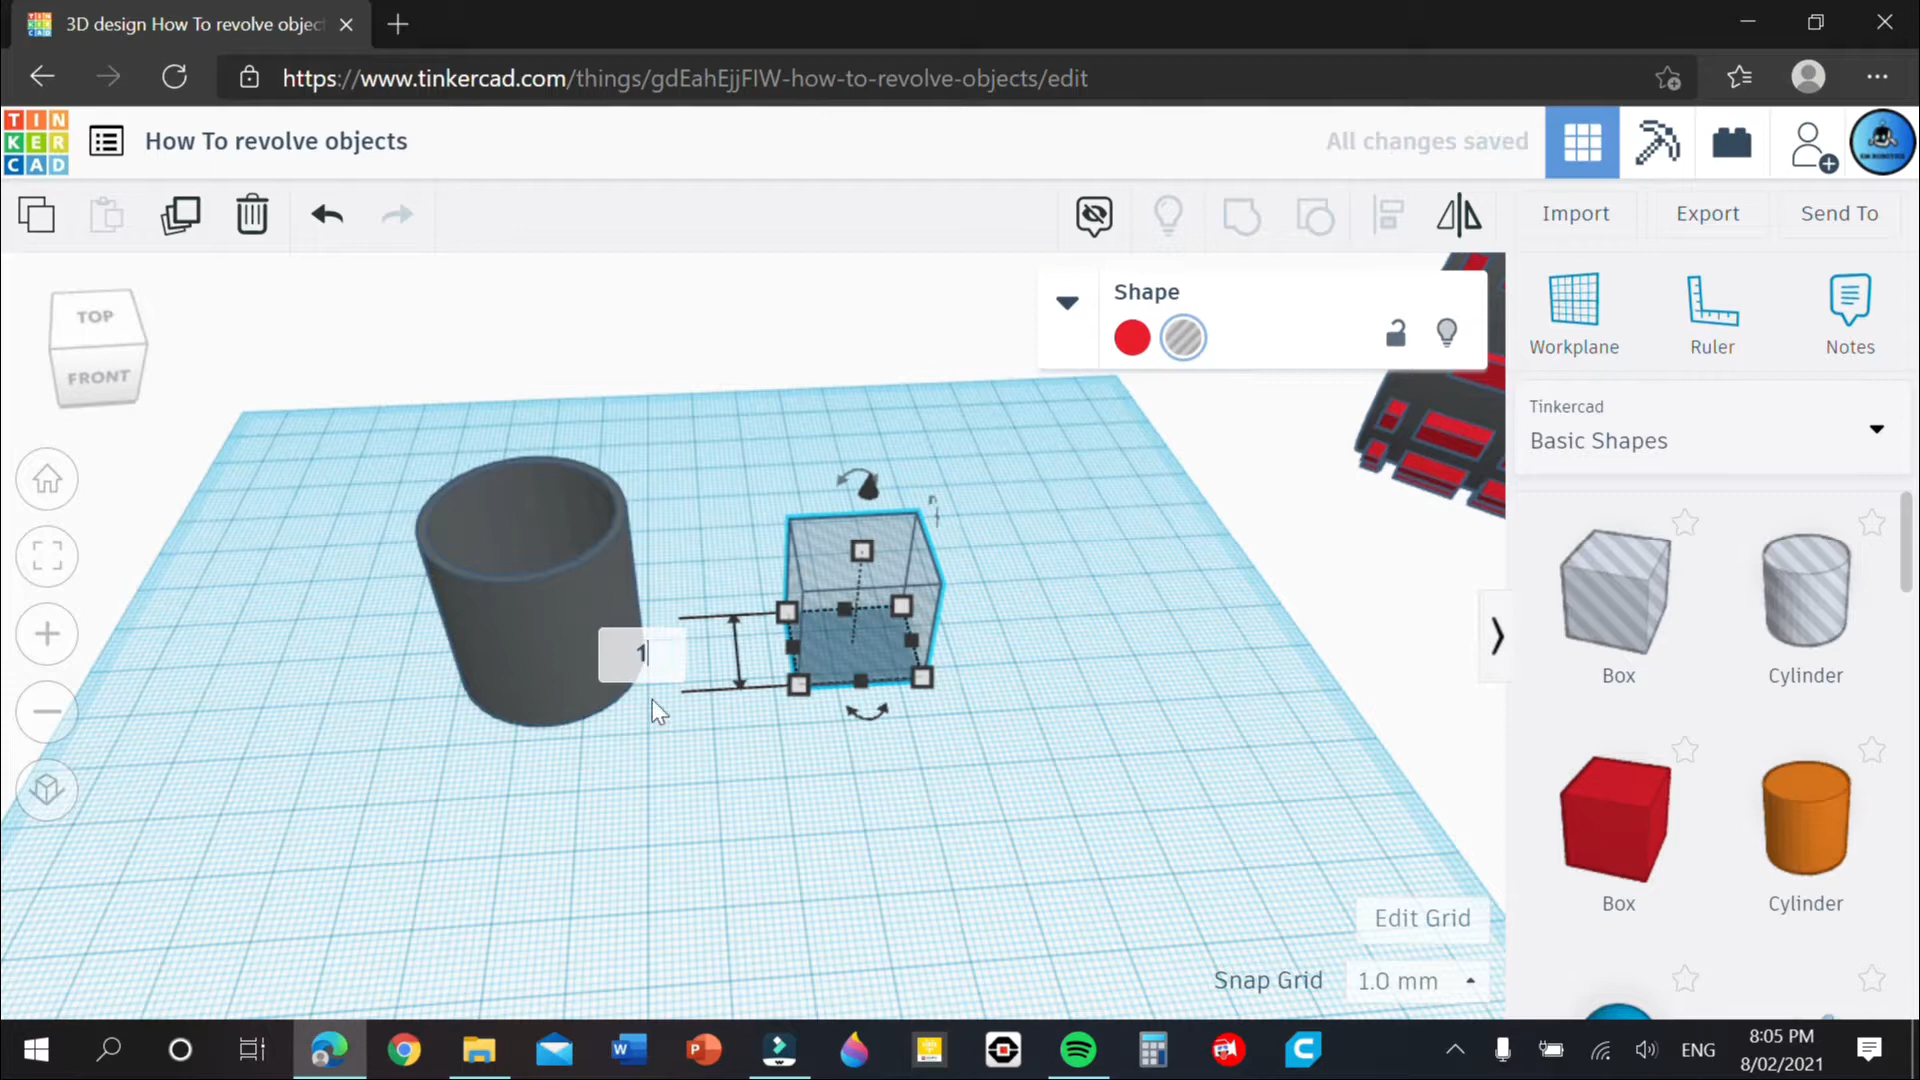 3D design How To revolve objec
https://www.tinkercad.com/things/gdEahEjjFIW-how-to-revolve-objects/edit
TIN
KER
CAD
How To revolve objects
All changes saved
Import
Export
Send To
TOP
FRONT
Shape
Workplane
Ruler
Notes
Tinkercad
Basic Shapes
1
Box
Cylinder
Box
Cylinder
Edit Grid
Snap Grid
1.0 mm
ENG
8:05 PM
8/02/2021